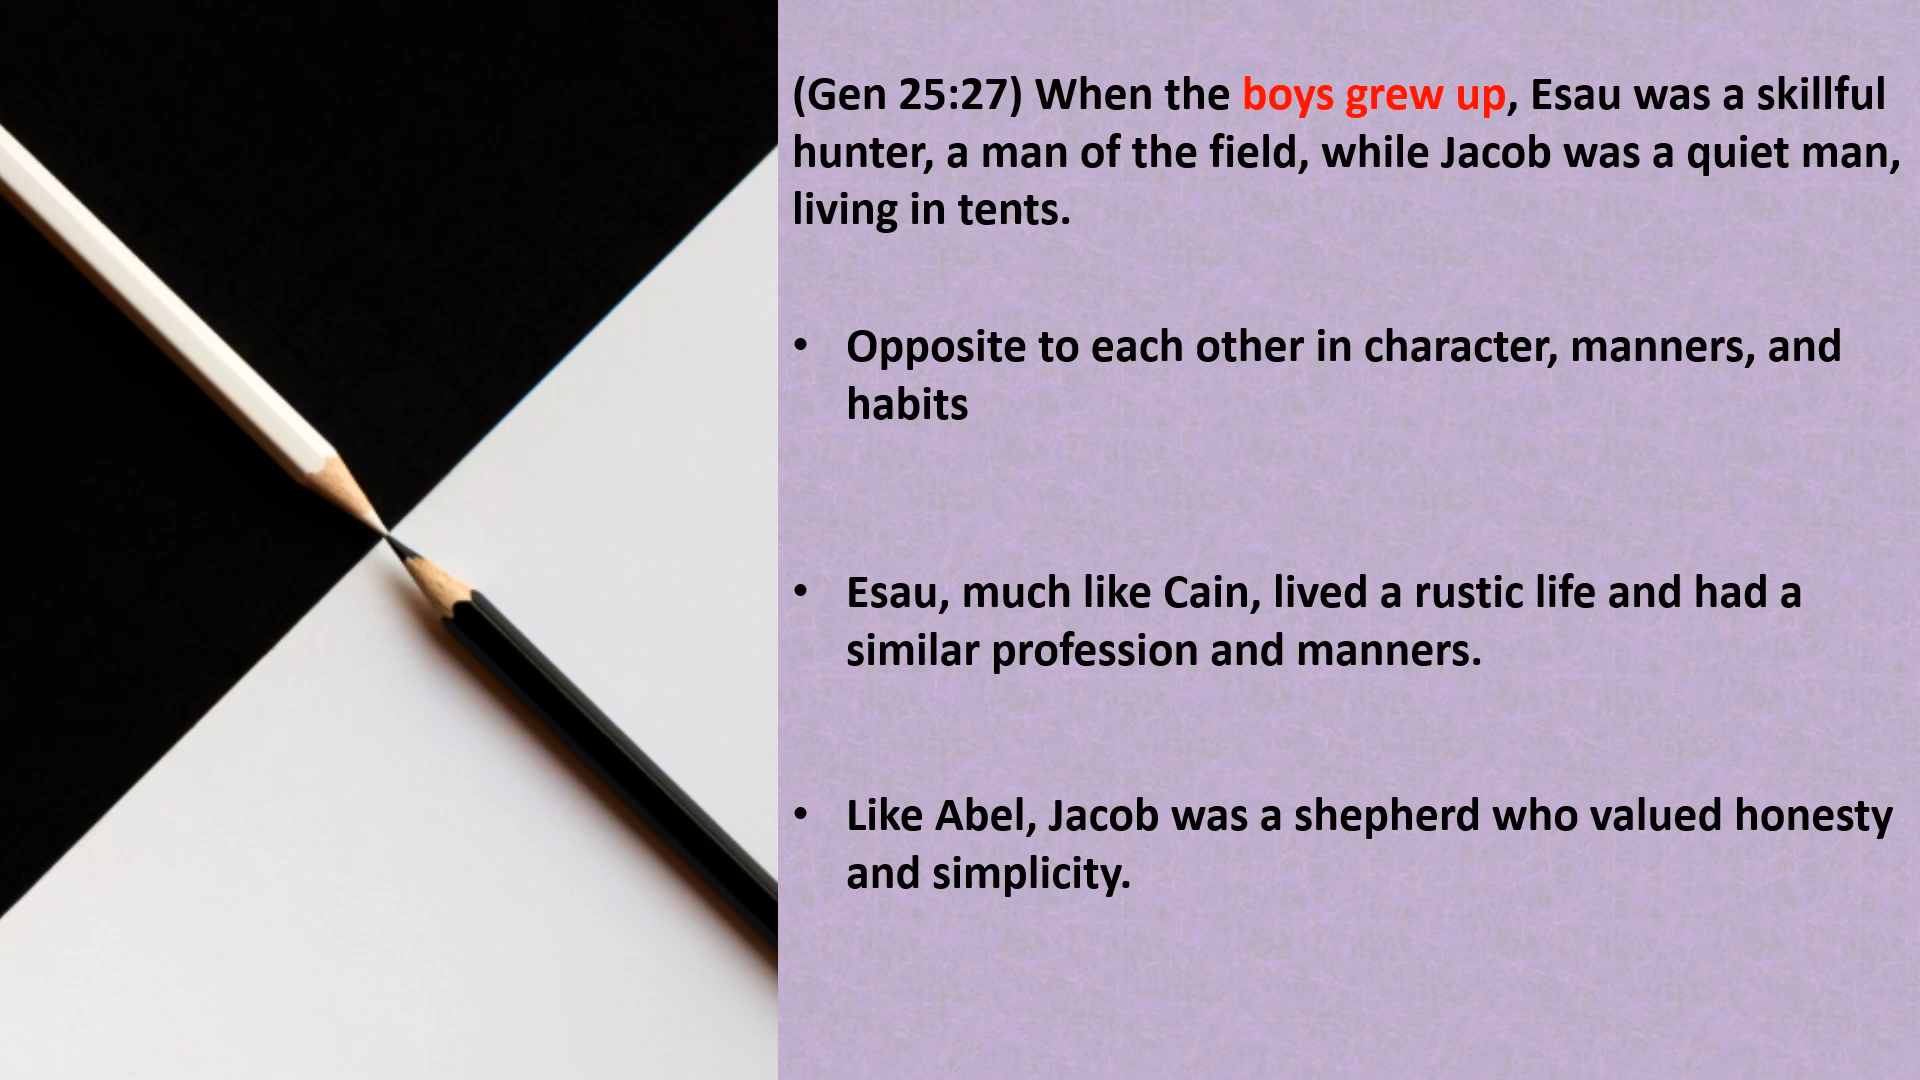 (Gen 25:27) When the boys grew up, Esau was a skillful
hunter, a man of the field, while Jacob was a quiet man,
living in tents.
• Opposite to each other in character, manners, and
habits
• Esau, much like Cain, lived a rustic life and had a
similar profession and manners.
• Like Abel, Jacob was a shepherd who valued honesty
and simplicity.